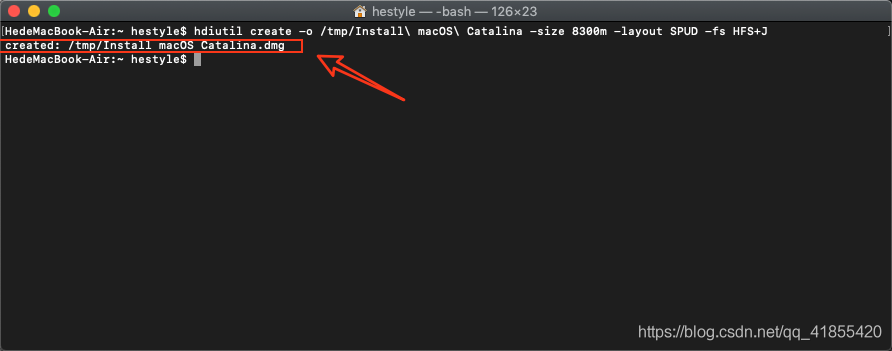 hestyle — -bash — 126×23
[HedeMacBook-Air:~ hestyle$ hdiutil create -o /tmp/Install\ macOS\ Catalina -size 8300m -layout SPUD -fs HFS+J ]
created: /tmp/Install macOS Catalina.dmg
HedeMacBook-Air:~ hestyle$
https://blog.csdn.net/qq_41855420